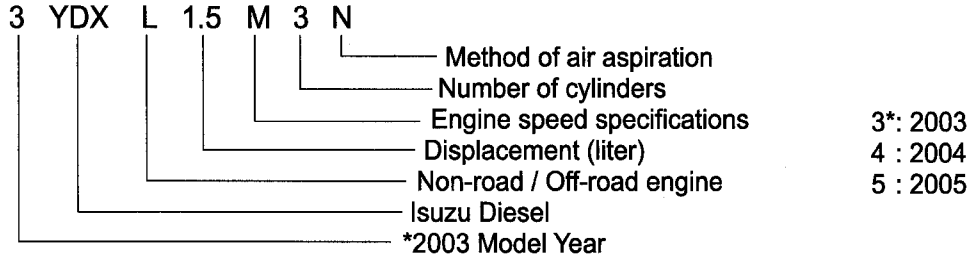 3 YDX L 1.5 M 3 N
Method of air aspiration
Number of cylinders
Engine speed specifications 3*: 2003
Displacement (liter) 4 : 2004
Non-road / Off-road engine 5 : 2005
Isuzu Diesel
*2003 Model Year